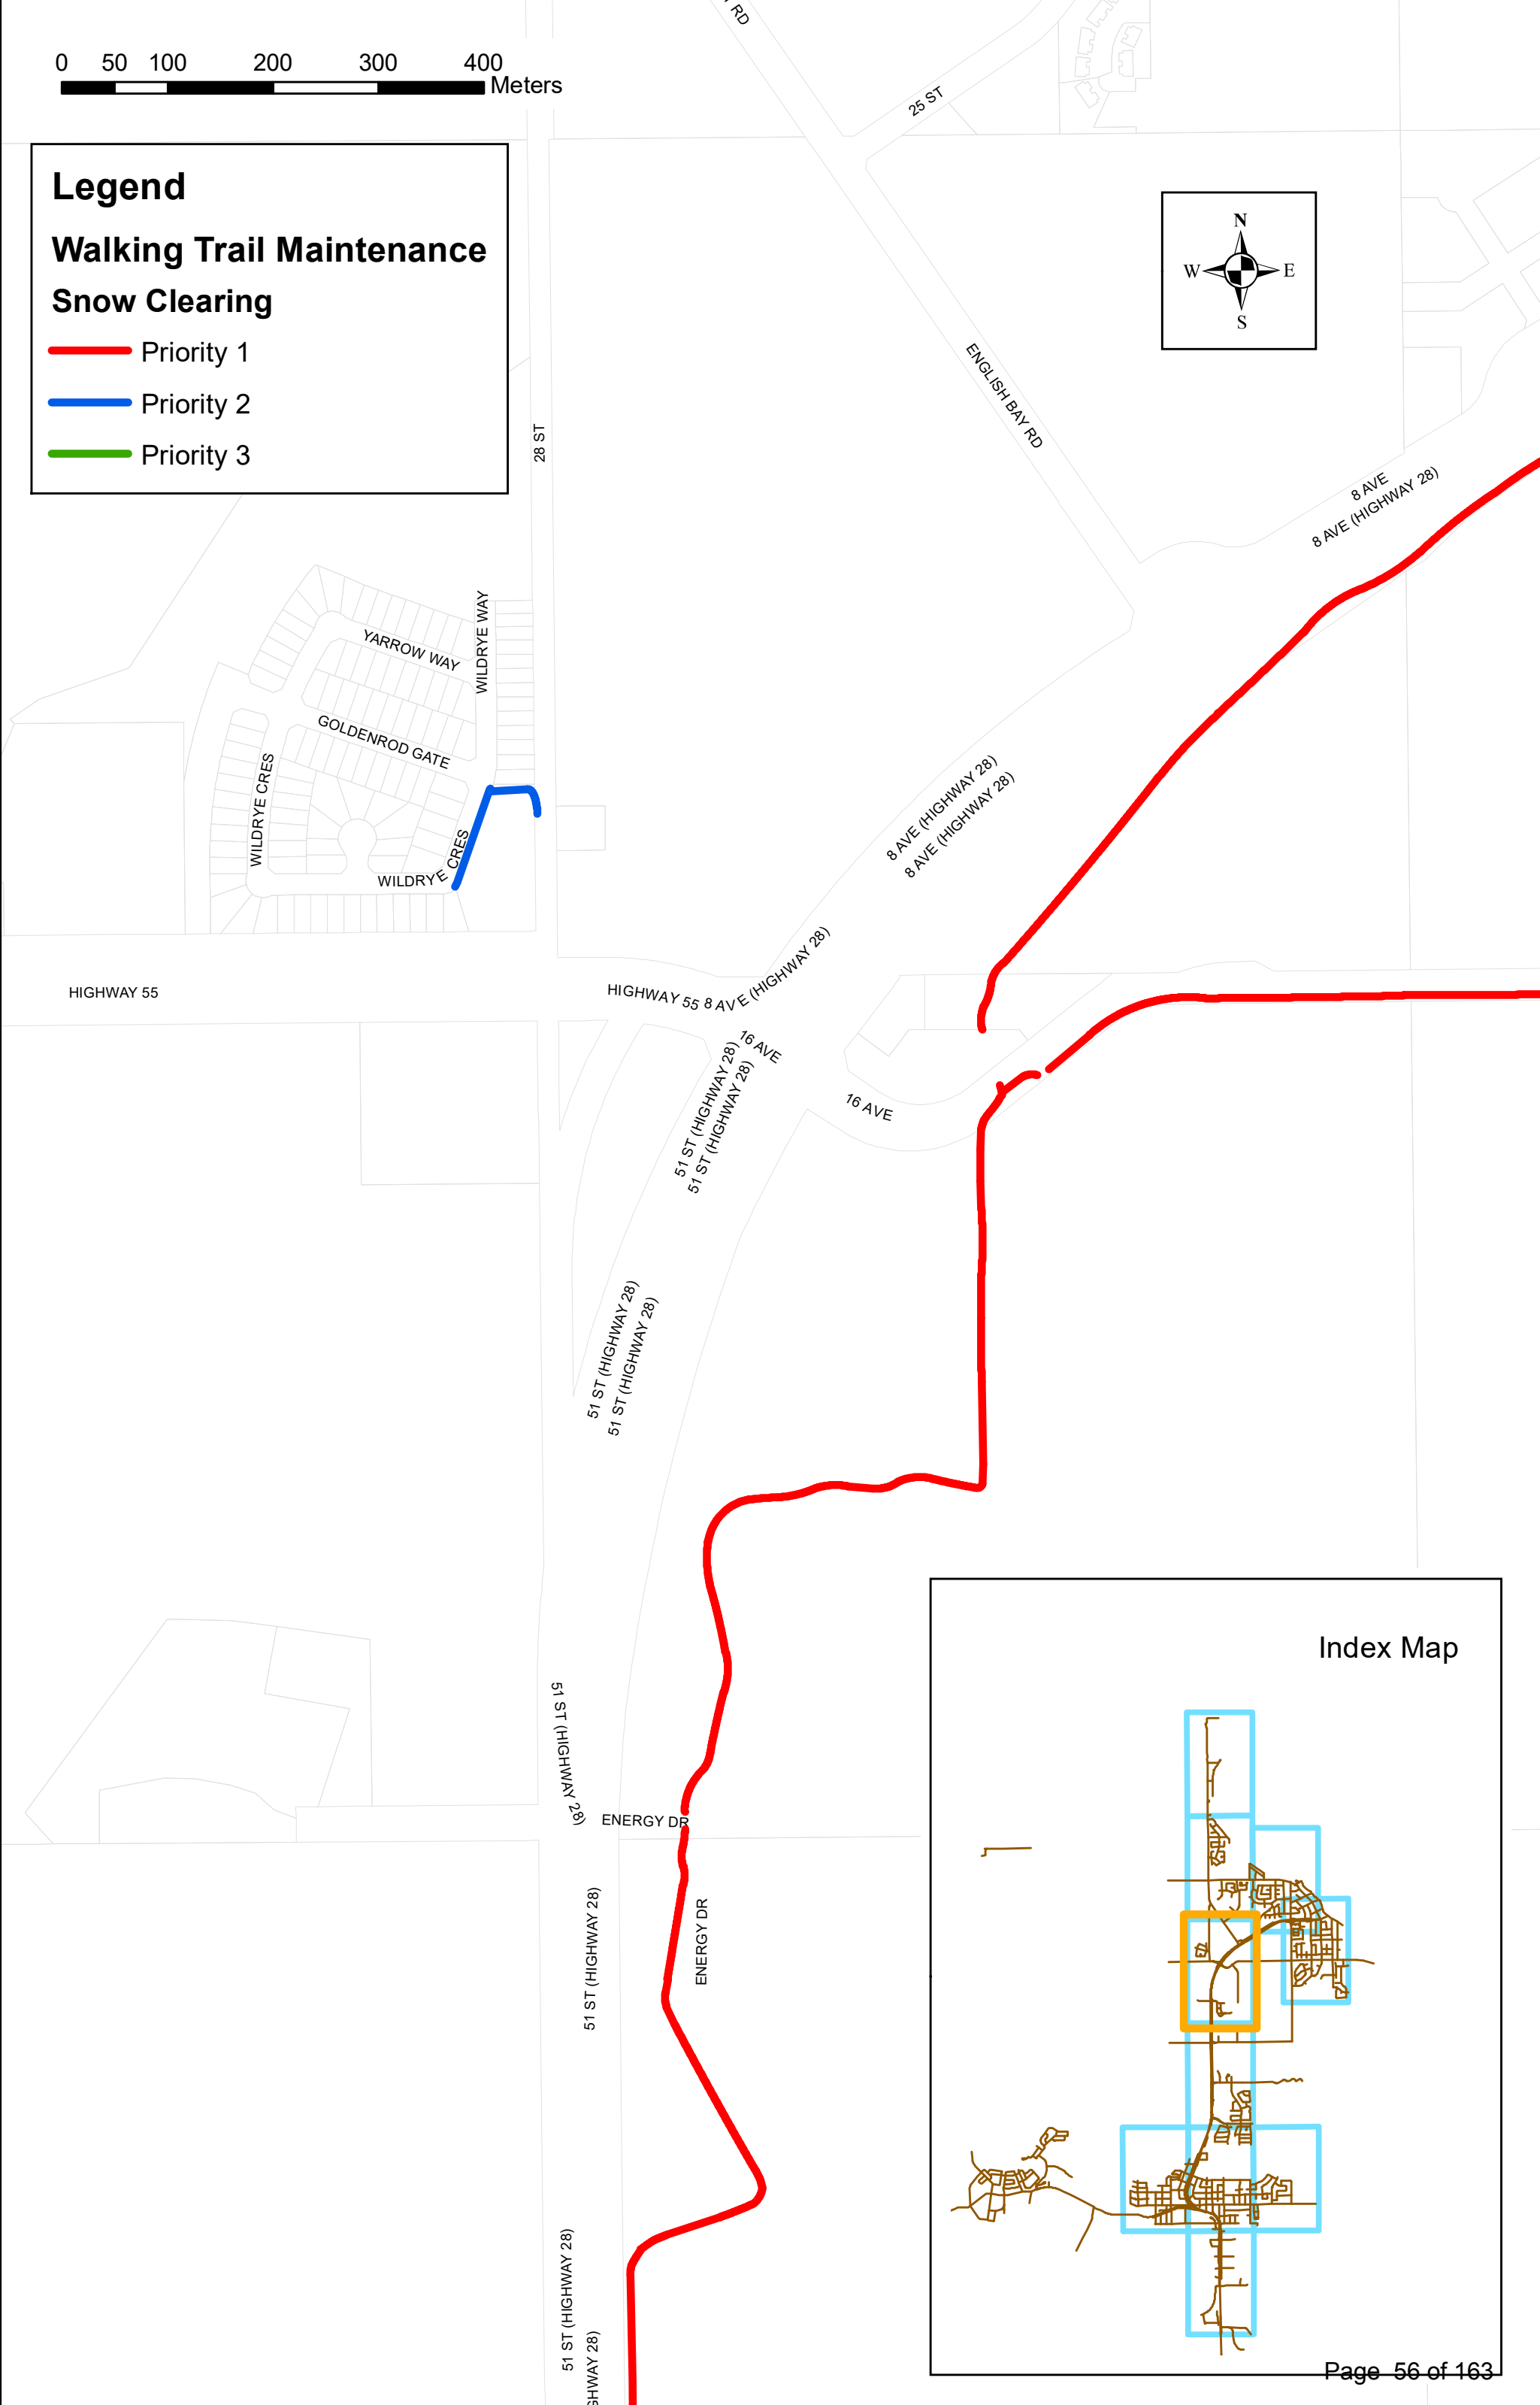 RD
0 50 100 200 300 400
Meters
25 ST
Legend
Walking Trail Maintenance
Snow Clearing
Priority 1
Priority 2
Priority 3
N
W E
S
28 ST
ENGLISH BAY RD
8 AVE
8 AVE (HIGHWAY 28)
YARROW WAY
WILDRYE WAY
GOLDENROD GATE
WILDRYE CRES
WILDRYE CRES
8 AVE (HIGHWAY 28)
8 AVE (HIGHWAY 28)
HIGHWAY 55
HIGHWAY 55
8 AVE (HIGHWAY 28)
16 AVE
16 AVE
51 ST (HIGHWAY 28)
51 ST (HIGHWAY 28)
51 ST (HIGHWAY 28)
51 ST (HIGHWAY 28)
51 ST (HIGHWAY 28)
ENERGY DR
51 ST (HIGHWAY 28)
ENERGY DR
51 ST (HIGHWAY 28)
GHWAY 28)
Index Map
Page 56 of 163